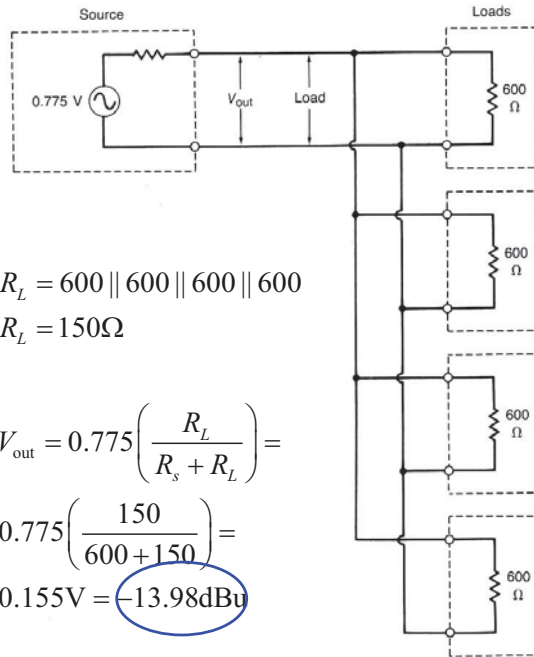 Source
Loads
0.775 V
V_out
Load
600 Ω
600 Ω
R_L = 600 || 600 || 600 || 600
R_L = 150Ω
600 Ω
V_out = 0.775 ( R_L / (R_s + R_L) ) =
0.775 ( 150 / (600+150) ) =
0.155V = -13.98dBu
600 Ω